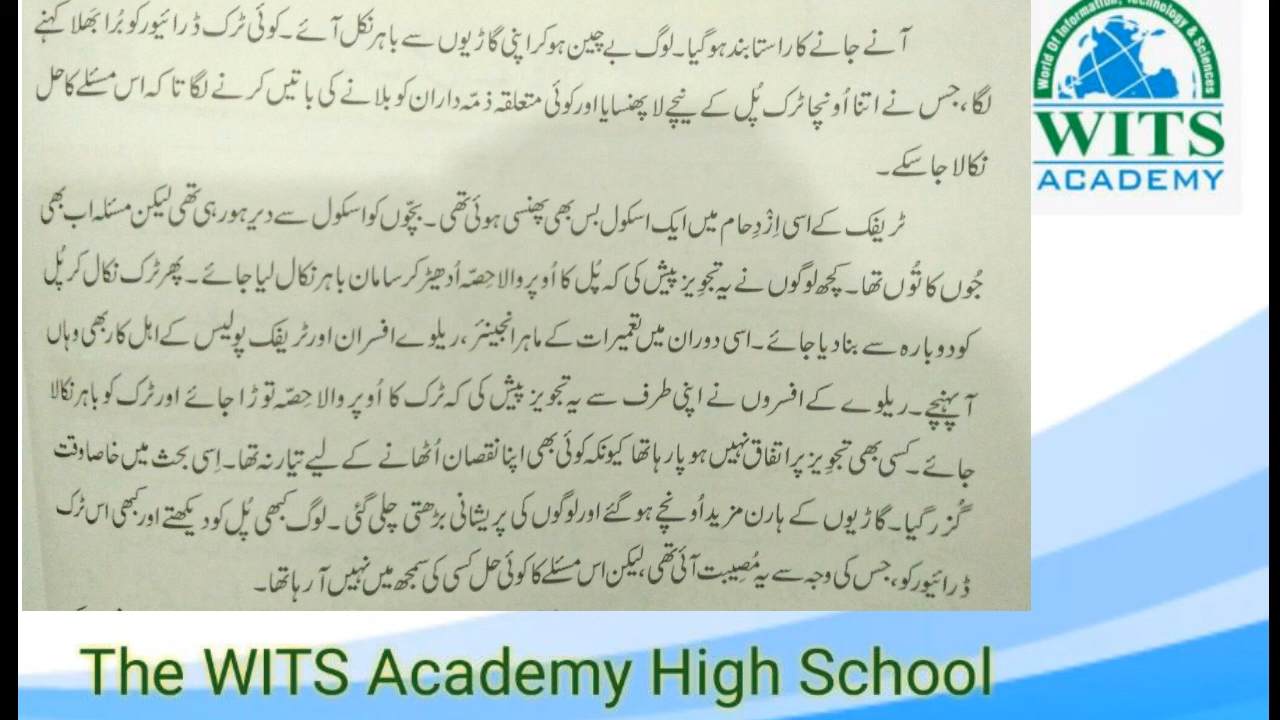 آنے جانے کا راستا بند ہو گیا۔ لوگ بے چین ہو کر اپنی گاڑیوں سے باہر نکل آئے۔ کوئی ٹرک ڈرائیور کو بُرا بَھلا کہنے
لگا، جس نے اتنا اُونچا ٹرک پُل کے نیچے لا پھنسایا اور کوئی متعلقہ ذمّہ داران کو بلانے کی باتیں کرنے لگا تا کہ اس مسئلے کا حل
نکالا جا سکے۔
ٹریفک کے اسی اِژْدِحام میں ایک اسکول بس بھی پھنسی ہوئی تھی۔ بچّوں کو اسکول سے دیر ہو رہی تھی لیکن مسئلہ اب بھی
جُوں کا تُوں تھا۔ کچھ لوگوں نے یہ تجوِیز پیش کی کہ پُل کا اُوپر والا حِصّہ اُدھیڑ کر سامان باہر نکال لیا جائے۔ پھر ٹرک نکال کر پُل
کو دوبارہ سے بنا دیا جائے۔ اسی دوران میں تعمیرات کے ماہر انجینئر، ریلوے افسران اور ٹریفک پولیس کے اہل کار بھی وہاں
آ پہنچے۔ ریلوے کے افسروں نے اپنی طرف سے یہ تجویز پیش کی کہ ٹرک کا اُوپر والا حِصّہ توڑا جائے اور ٹرک کو باہر نکالا
جائے۔ کسی بھی تجوِیز پر اتفاق نہیں ہو پا رہا تھا کیونکہ کوئی بھی اپنا نقصان اُٹھانے کے لیے تیار نہ تھا۔ اِسی بحث میں خاصا وقت
گُزر گیا۔ گاڑیوں کے ہارن مزید اُونچے ہو گئے اور لوگوں کی پریشانی بڑھتی چلی گئی۔ لوگ کبھی پُل کو دیکھتے اور کبھی اس ٹرک
ڈرائیور کو، جس کی وجہ سے یہ مُصِیبت آئی تھی، لیکن اس مسئلے کا کوئی حل کسی کی سمجھ میں نہیں آ رہا تھا۔
World Of Information, Technology & Sciences
WITS
ACADEMY
The WITS Academy High School